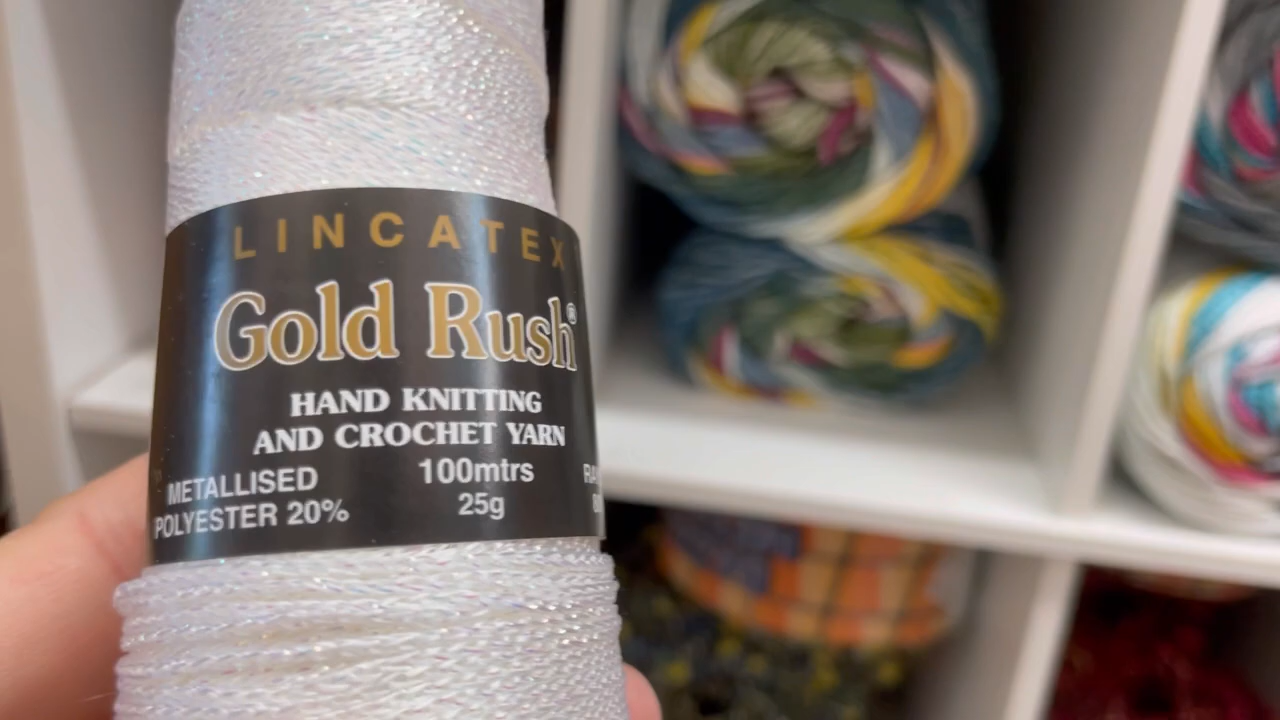 LINCATEX
Gold Rush®
HAND KNITTING
AND CROCHET YARN
METALLISED
POLYESTER 20%
100mtrs
25g